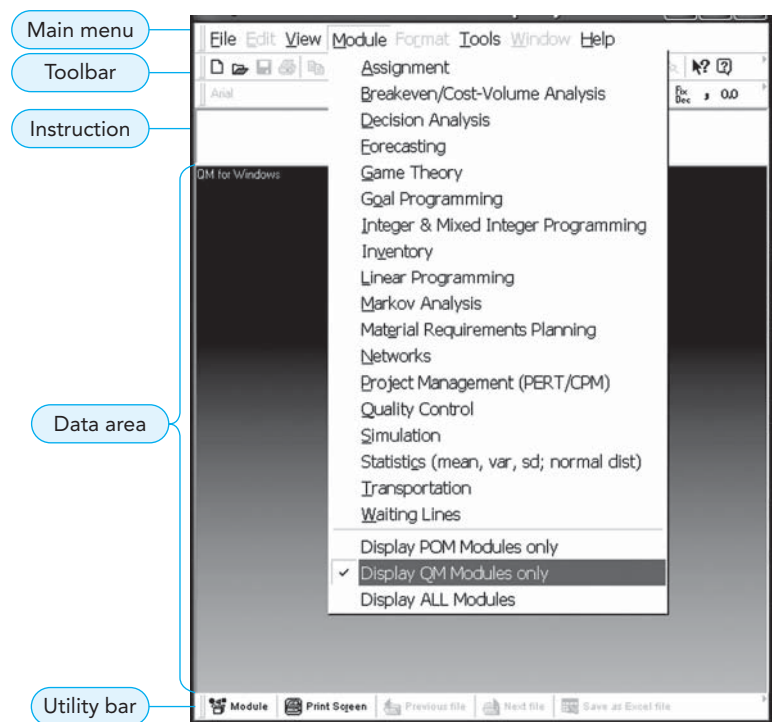 Main menu
File Edit View Module Format Tools Window Help
Toolbar
Arial
Fix Dec , 0.0
Instruction
QM for Windows
Assignment
Breakeven/Cost-Volume Analysis
Decision Analysis
Forecasting
Game Theory
Goal Programming
Integer & Mixed Integer Programming
Inventory
Linear Programming
Markov Analysis
Material Requirements Planning
Networks
Project Management (PERT/CPM)
Quality Control
Simulation
Statistics (mean, var, sd; normal dist)
Transportation
Waiting Lines
Display POM Modules only
Display QM Modules only
Display ALL Modules
Data area
Utility bar
Module Print Screen Previous file Next file Save as Excel file